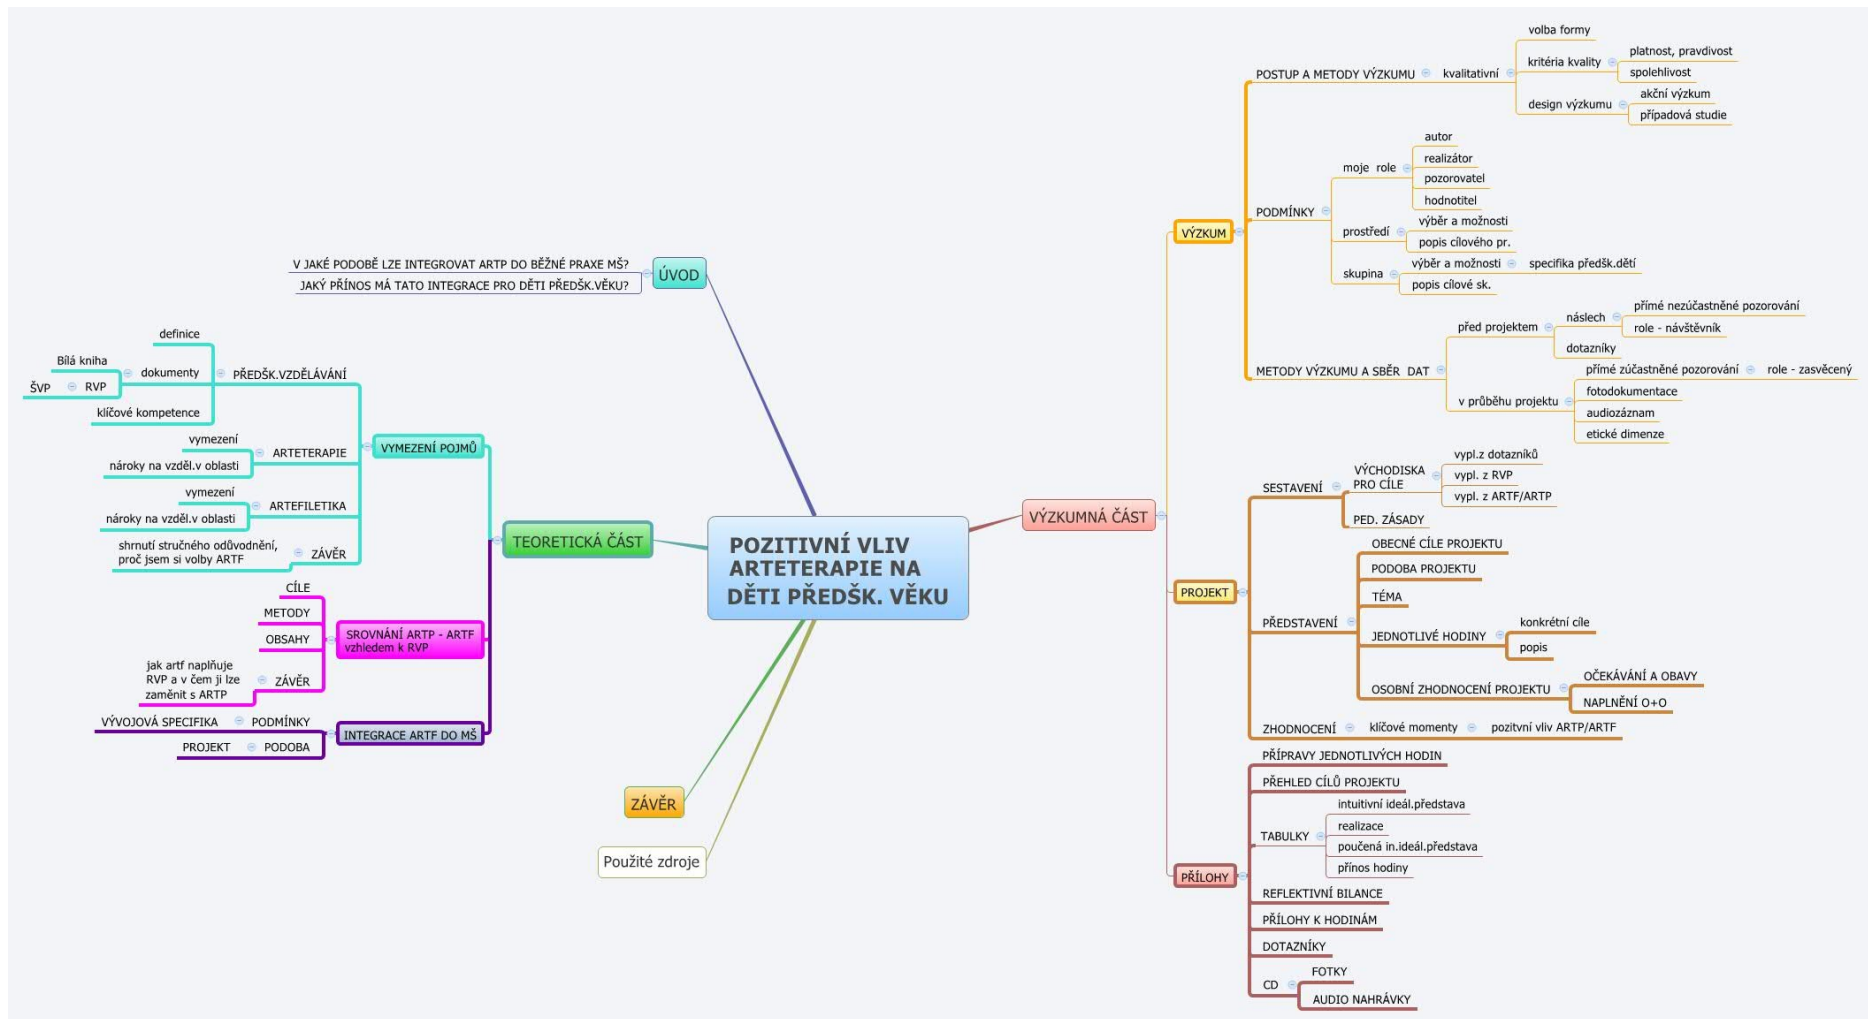 POZITIVNÍ VLIV
ARTETERAPIE NA
DĚTI PŘEDŠK. VĚKU
ÚVOD
V JAKÉ PODOBĚ LZE INTEGROVAT ARTP DO BĚŽNÉ PRAXE MŠ?
JAKÝ PŘÍNOS MÁ TATO INTEGRACE PRO DĚTI PŘEDŠK.VĚKU?
TEORETICKÁ ČÁST
VYMEZENÍ POJMŮ
PŘEDŠK.VZDĚLÁVÁNÍ
definice
dokumenty
Bílá kniha
RVP
ŠVP
klíčové kompetence
ARTETERAPIE
vymezení
nároky na vzděl.v oblasti
ARTEFILETIKA
vymezení
nároky na vzděl.v oblasti
ZÁVĚR
shrnutí stručného odůvodnění,
proč jsem si volby ARTF
SROVNÁNÍ ARTP - ARTF
vzhledem k RVP
CÍLE
METODY
OBSAHY
ZÁVĚR
jak artf naplňuje
RVP a v čem ji lze
zaměnit s ARTP
INTEGRACE ARTF DO MŠ
PODMÍNKY
VÝVOJOVÁ SPECIFIKA
PODOBA
PROJEKT
ZÁVĚR
Použité zdroje
VÝZKUMNÁ ČÁST
VÝZKUM
POSTUP A METODY VÝZKUMU
kvalitativní
volba formy
kritéria kvality
platnost, pravdivost
spolehlivost
design výzkumu
akční výzkum
případová studie
PODMÍNKY
moje role
autor
realizátor
pozorovatel
hodnotitel
prostředí
výběr a možnosti
popis cílového pr.
skupina
výběr a možnosti
specifika předšk.dětí
popis cílové sk.
METODY VÝZKUMU A SBĚR DAT
před projektem
náslech
přímé nezúčastněné pozorování
role - návštěvník
dotazníky
v průběhu projektu
přímé zúčastněné pozorování
role - zasvěcený
fotodokumentace
audiozáznam
etické dimenze
PROJEKT
SESTAVENÍ
VÝCHODISKA
PRO CÍLE
vypl.z dotazníků
vypl. z RVP
vypl. z ARTF/ARTP
PED. ZÁSADY
PŘEDSTAVENÍ
OBECNÉ CÍLE PROJEKTU
PODOBA PROJEKTU
TÉMA
JEDNOTLIVÉ HODINY
konkrétní cíle
popis
OSOBNÍ ZHODNOCENÍ PROJEKTU
OČEKÁVÁNÍ A OBAVY
NAPLNĚNÍ O+O
ZHODNOCENÍ
klíčové momenty
pozitvní vliv ARTP/ARTF
PŘÍLOHY
PŘÍPRAVY JEDNOTLIVÝCH HODIN
PŘEHLED CÍLŮ PROJEKTU
TABULKY
intuitivní ideál.představa
realizace
poučená in.ideál.představa
přínos hodiny
REFLEKTIVNÍ BILANCE
PŘÍLOHY K HODINÁM
DOTAZNÍKY
CD
FOTKY
AUDIO NAHRÁVKY